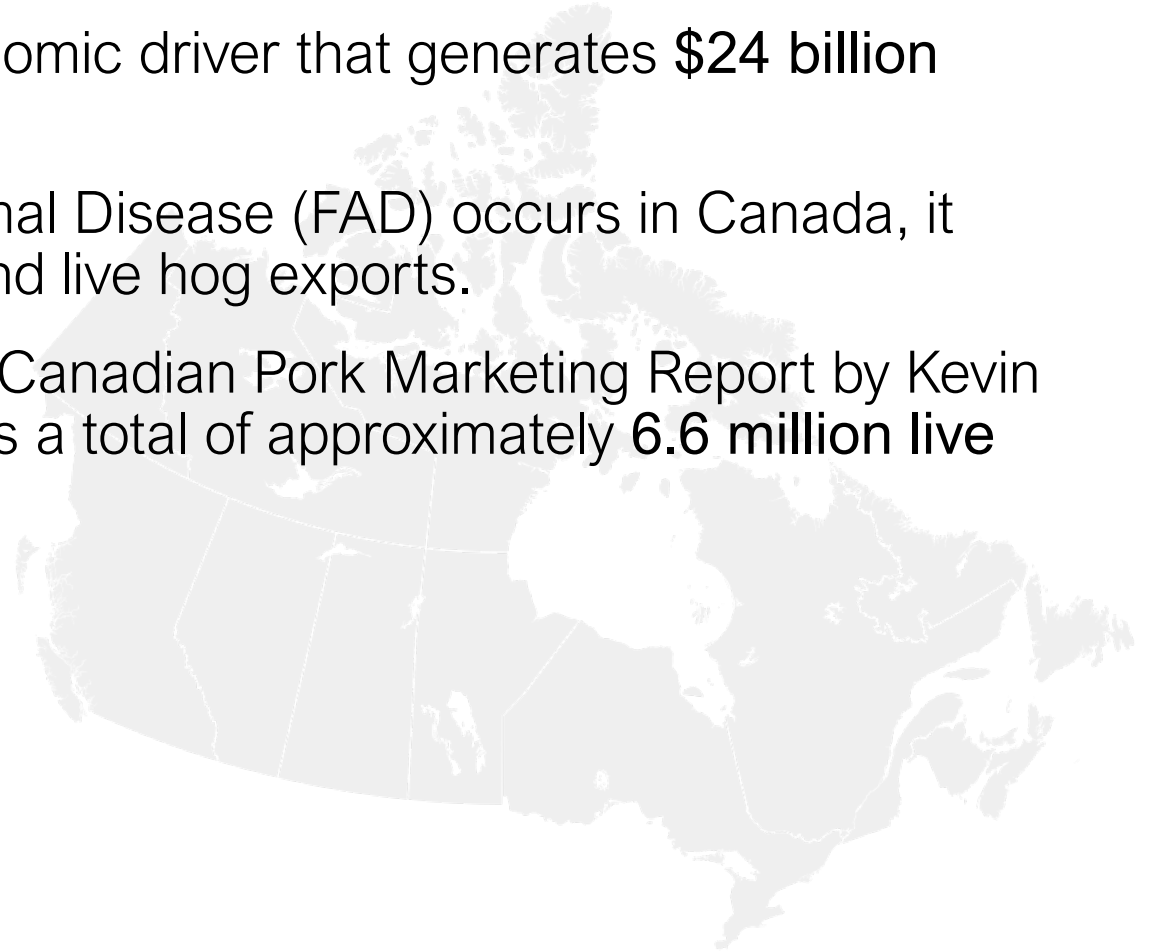 omic driver that generates $24 billion
nal Disease (FAD) occurs in Canada, it
nd live hog exports.
Canadian Pork Marketing Report by Kevin
s a total of approximately 6.6 million live